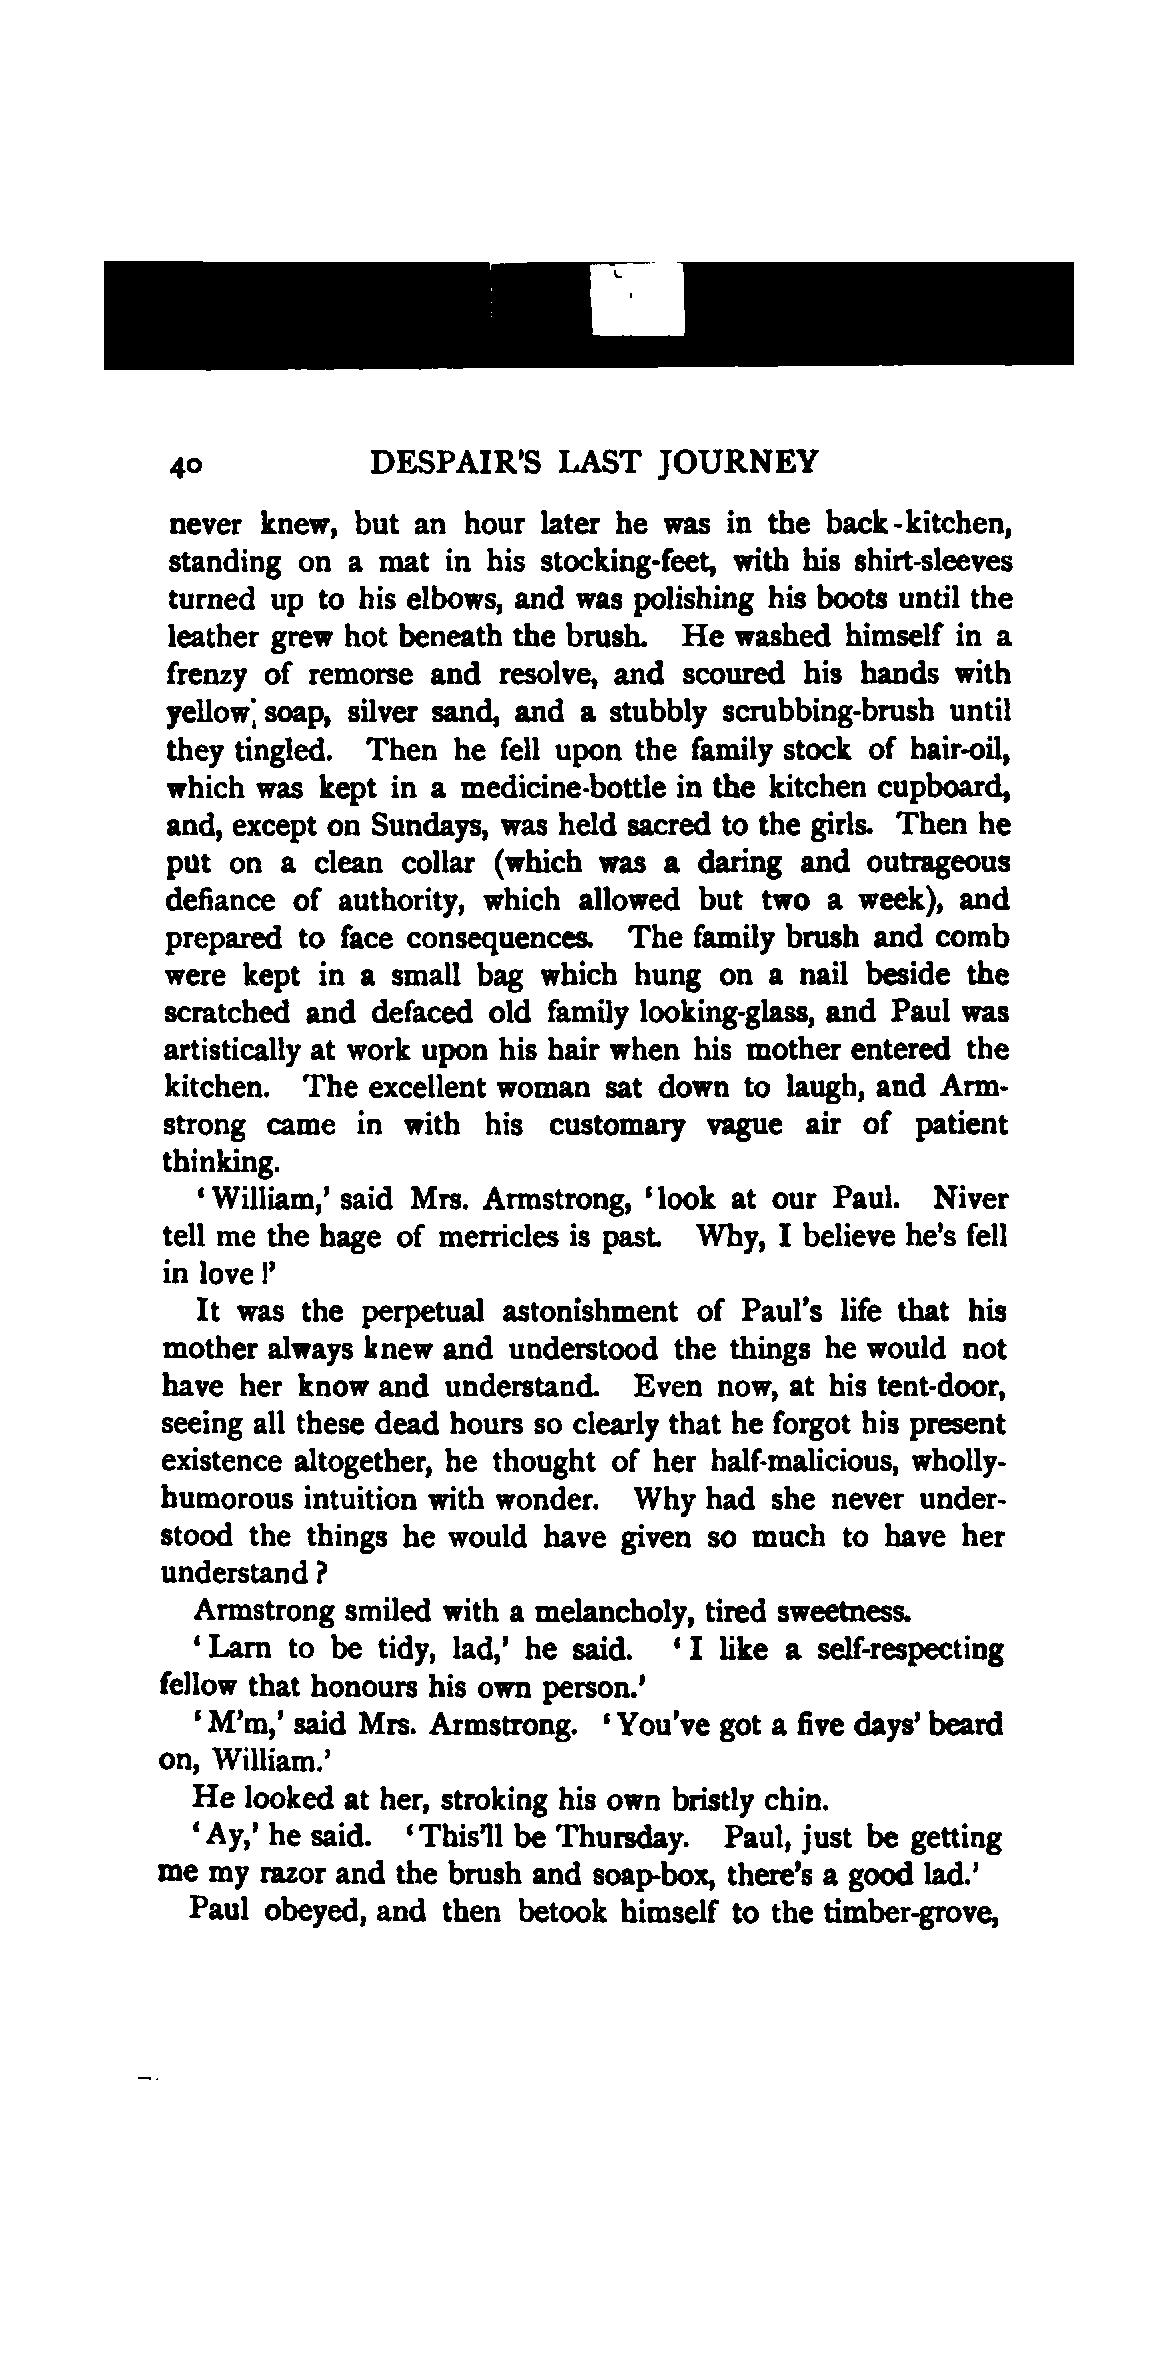 40 DESPAIR'S LAST JOURNEY
never knew, but an hour later he was in the back-kitchen,
standing on a mat in his stocking-feet, with his shirt-sleeves
turned up to his elbows, and was polishing his boots until the
leather grew hot beneath the brush. He washed himself in a
frenzy of remorse and resolve, and scoured his hands with
yellow soap, silver sand, and a stubbly scrubbing-brush until
they tingled. Then he fell upon the family stock of hair-oil,
which was kept in a medicine-bottle in the kitchen cupboard,
and, except on Sundays, was held sacred to the girls. Then he
put on a clean collar (which was a daring and outrageous
defiance of authority, which allowed but two a week), and
prepared to face consequences. The family brush and comb
were kept in a small bag which hung on a nail beside the
scratched and defaced old family looking-glass, and Paul was
artistically at work upon his hair when his mother entered the
kitchen. The excellent woman sat down to laugh, and Arm-
strong came in with his customary vague air of patient
thinking.
'William,' said Mrs. Armstrong, 'look at our Paul. Niver
tell me the hage of merricles is past. Why, I believe he's fell
in love!'
It was the perpetual astonishment of Paul's life that his
mother always knew and understood the things he would not
have her know and understand. Even now, at his tent-door,
seeing all these dead hours so clearly that he forgot his present
existence altogether, he thought of her half-malicious, wholly-
humorous intuition with wonder. Why had she never under-
stood the things he would have given so much to have her
understand?
Armstrong smiled with a melancholy, tired sweetness.
'Larn to be tidy, lad,' he said. 'I like a self-respecting
fellow that honours his own person.'
'M'm,' said Mrs. Armstrong. 'You've got a five days' beard
on, William.'
He looked at her, stroking his own bristly chin.
'Ay,' he said. 'This'll be Thursday. Paul, just be getting
me my razor and the brush and soap-box, there's a good lad.'
Paul obeyed, and then betook himself to the timber-grove,